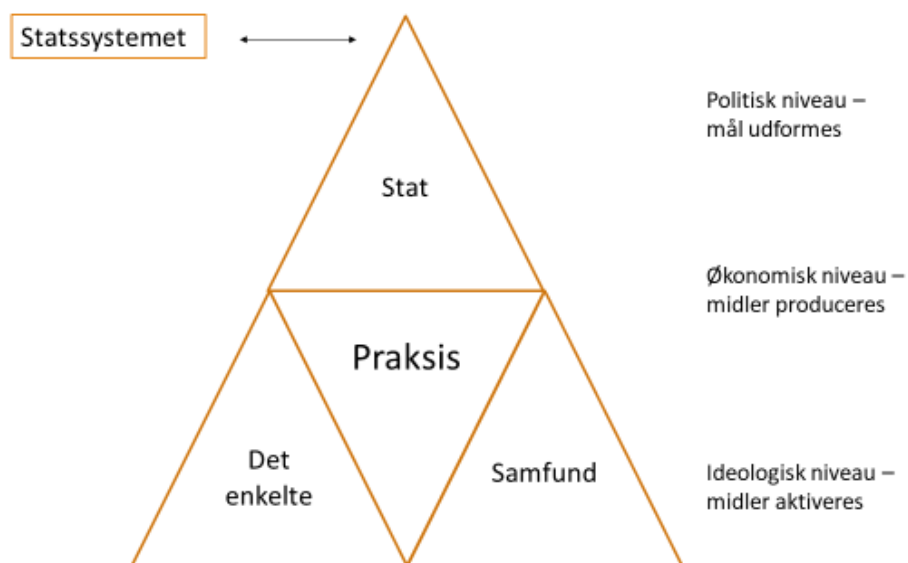 Statssystemet
Politisk niveau –
mål udformes
Stat
Økonomisk niveau –
midler produceres
Praksis
Det
enkelte
Samfund
Ideologisk niveau –
midler aktiveres